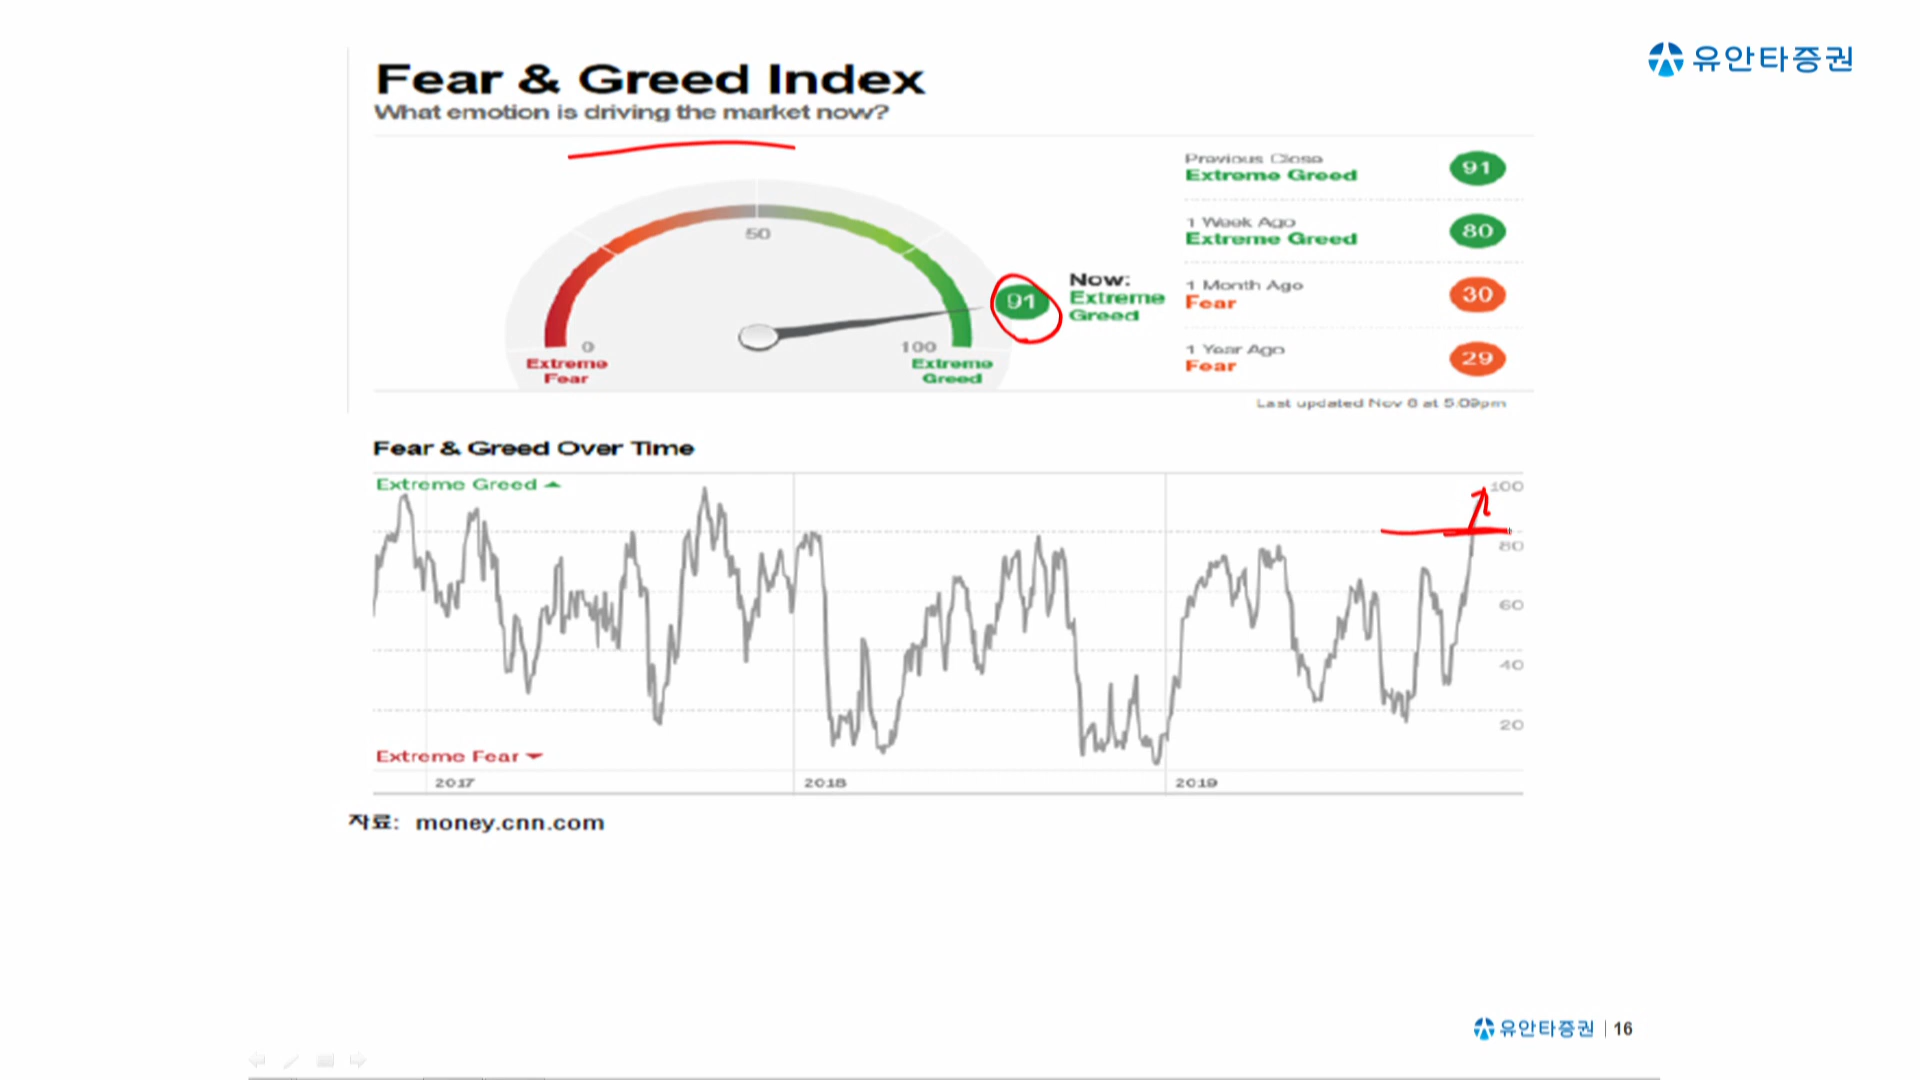 유안타증권
Fear & Greed Index
What emotion is driving the market now?
50
0
100
Extreme Fear
Extreme Greed
91
Now:
Extreme
Greed
Previous Close
Extreme Greed
91
1 Week Ago
Extreme Greed
80
1 Month Ago
Fear
30
1 Year Ago
Fear
29
Last updated Nov at 5:09pm
Fear & Greed Over Time
Extreme Greed
100
80
60
40
20
Extreme Fear
2017
2018
2019
자료: money.cnn.com
유안타증권 | 16